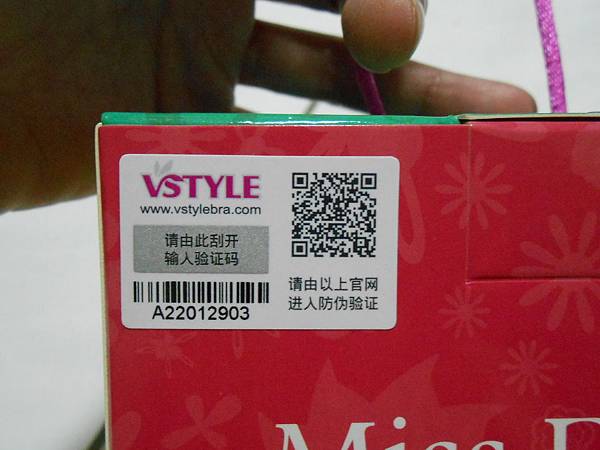 VSTYLE
www.vstylebra.com
请由此刮开
输入验证码
A22012903
请由以上官网
进入防伪验证
Miss